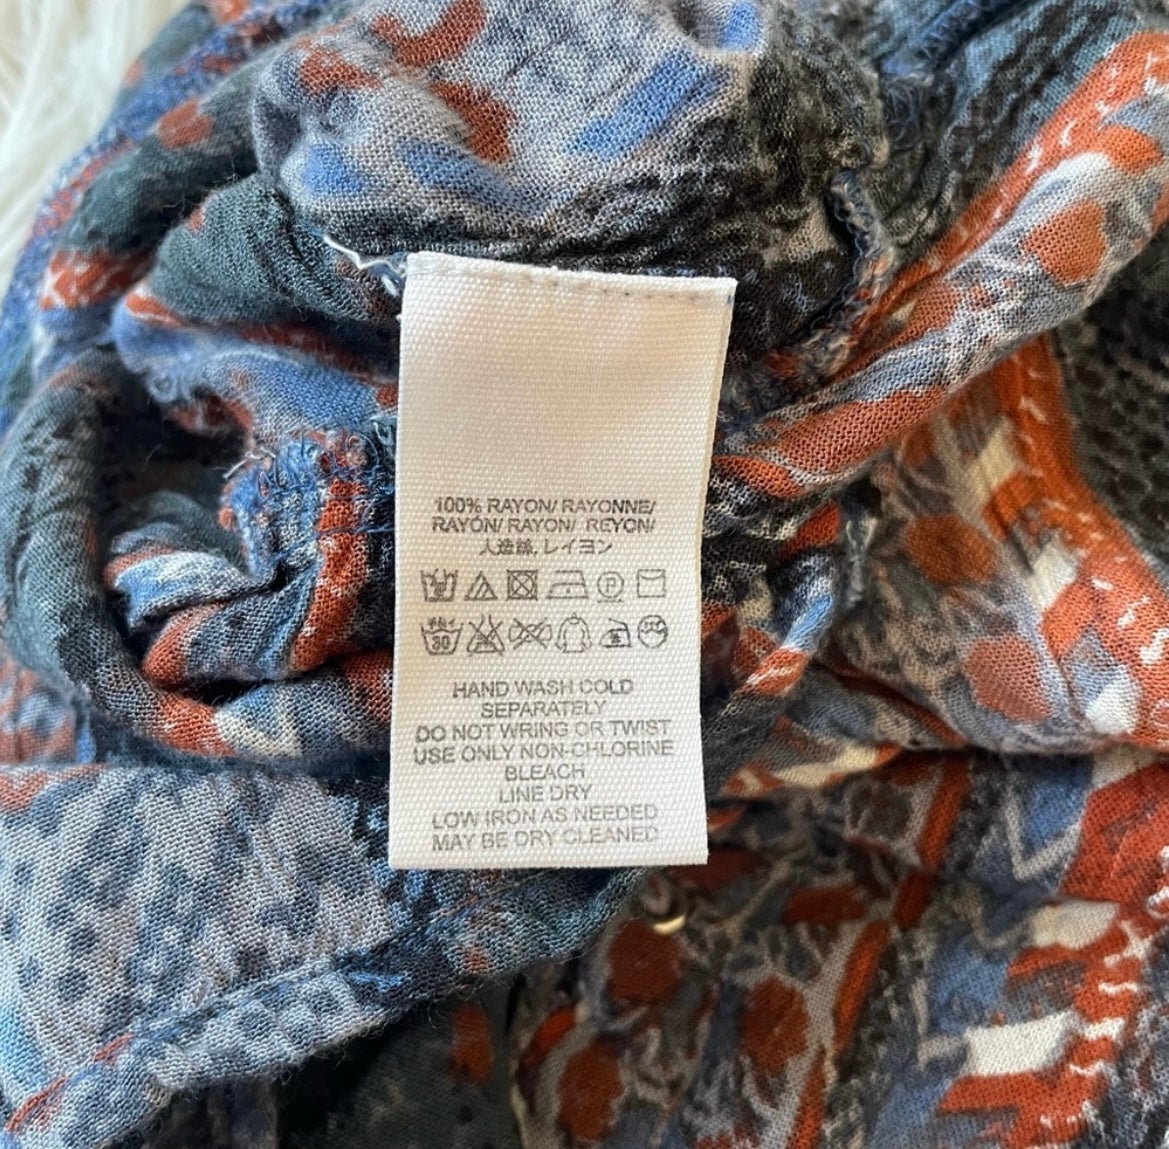 100% RAYON/ RAYONNE/
RAYÓN/ RAYON/ REYON/
人造絲, レイヨン
P
30
HAND WASH COLD
SEPARATELY
DO NOT WRING OR TWIST
USE ONLY NON-CHLORINE
BLEACH
LINE DRY
LOW IRON AS NEEDED
MAY BE DRY CLEANED